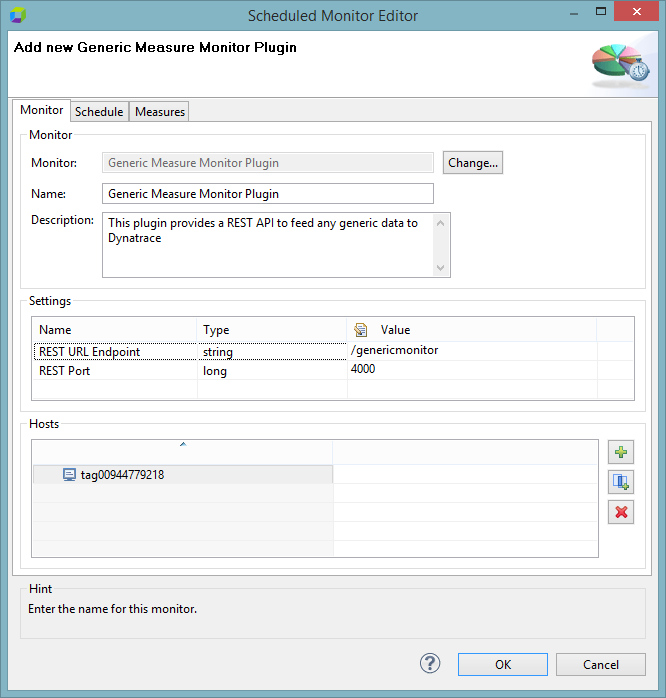 Scheduled Monitor Editor
Add new Generic Measure Monitor Plugin
Monitor Schedule Measures
Monitor
Monitor: Generic Measure Monitor Plugin Change...
Name: Generic Measure Monitor Plugin
Description: This plugin provides a REST API to feed any generic data to
Dynatrace
Settings
Name Type Value
REST URL Endpoint string /genericmonitor
REST Port long 4000
Hosts
tag00944779218
Hint
Enter the name for this monitor.
? OK Cancel